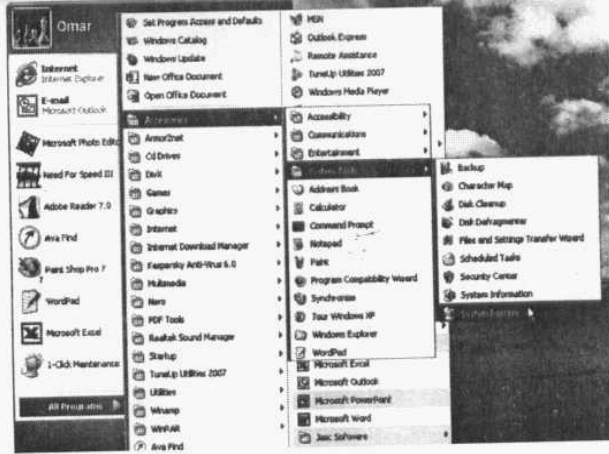 Omar
Internet
Internet Explorer
E-mail
Microsoft Outlook
Microsoft Photo Edito
Need For Speed III
Adobe Reader 7.0
Ava Find
Paint Shop Pro 7
7
WordPad
Microsoft Excel
1-Click Maintenance
All Programs
Set Program Access and Defaults
Windows Catalog
Windows Update
New Office Document
Open Office Document
Accessories
Armor2net
Cd Drives
DivX
Games
Graphics
Internet
Internet Download Manager
Kaspersky Anti-Virus 6.0
Multimedia
Nero
PDF Tools
Realtek Sound Manager
Startup
TuneUp Utilities 2007
Utilities
Winamp
WinRAR
Ava Find
MSN
Outlook Express
Remote Assistance
TuneUp Utilities 2007
Windows Media Player
Accessibility
Communications
Entertainment
System Tools
Address Book
Calculator
Command Prompt
Notepad
Paint
Program Compatibility Wizard
Synchronize
Tour Windows XP
Windows Explorer
WordPad
Microsoft Excel
Microsoft Outlook
Microsoft PowerPoint
Microsoft Word
Jasc Software
Backup
Character Map
Disk Cleanup
Disk Defragmenter
Files and Settings Transfer Wizard
Scheduled Tasks
Security Center
System Information
System Restore